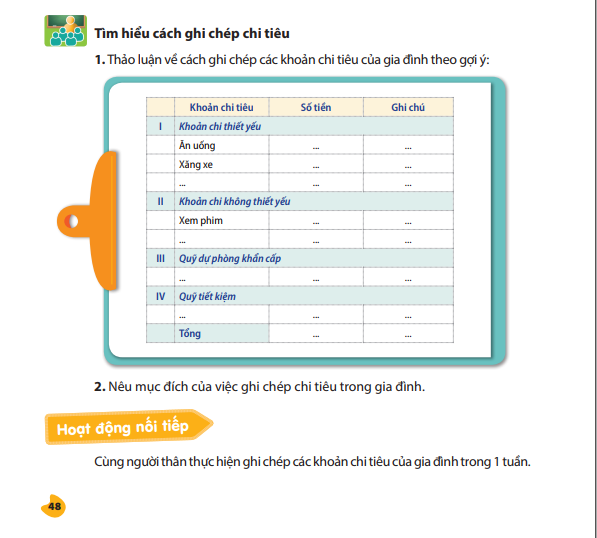 Tìm hiểu cách ghi chép chi tiêu
1. Thảo luận về cách ghi chép các khoản chi tiêu của gia đình theo gợi ý:
Khoản chi tiêu Số tiền Ghi chú
I Khoản chi thiết yếu
Ăn uống ... ...
Xăng xe ... ...
... ... ...
II Khoản chi không thiết yếu
Xem phim ... ...
... ... ...
III Quỹ dự phòng khẩn cấp
... ... ...
IV Quỹ tiết kiệm
... ... ...
Tổng ... ...
2. Nêu mục đích của việc ghi chép chi tiêu trong gia đình.
Hoạt động nối tiếp
Cùng người thân thực hiện ghi chép các khoản chi tiêu của gia đình trong 1 tuần.
48